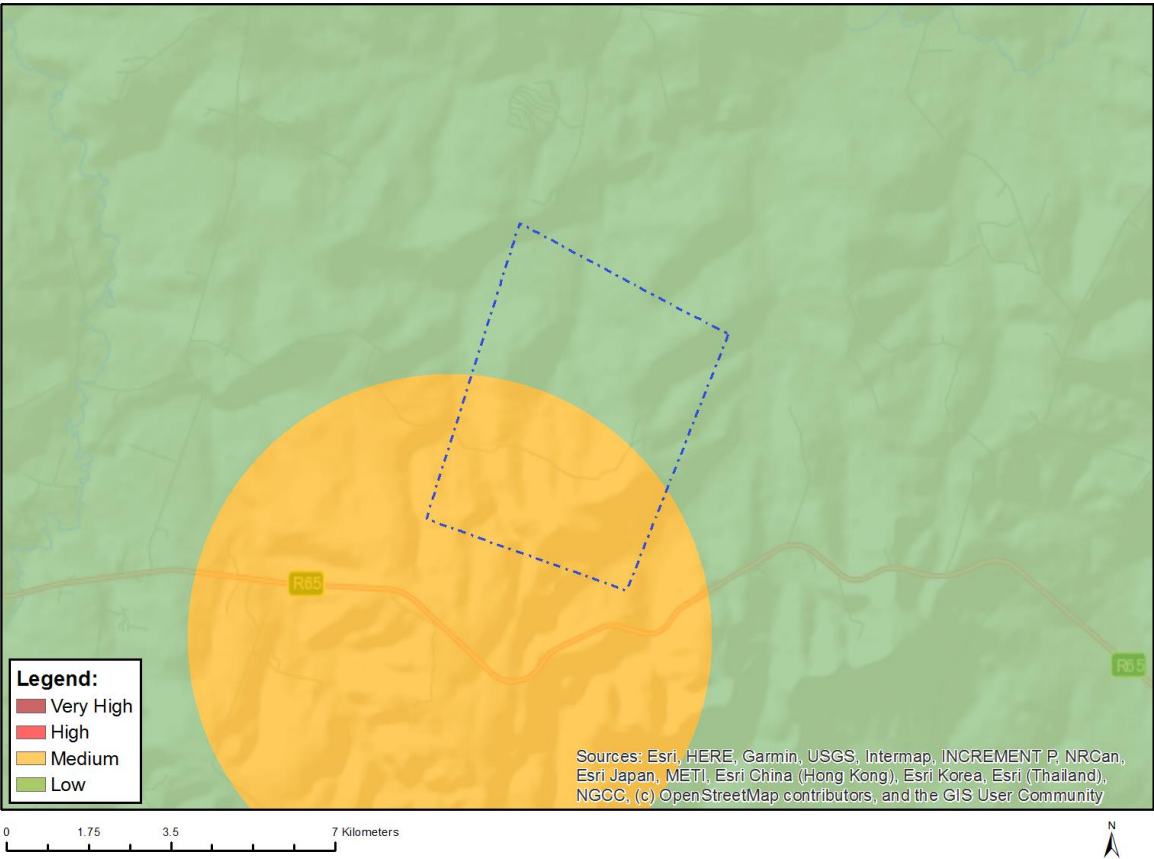 R65
R65
Legend:
Very High
High
Medium
Low
Sources: Esri, HERE, Garmin, USGS, Intermap, INCREMENT P, NRCan,
Esri Japan, METI, Esri China (Hong Kong), Esri Korea, Esri (Thailand),
NGCC, (c) OpenStreetMap contributors, and the GIS User Community
0 1.75 3.5 7 Kilometers
N